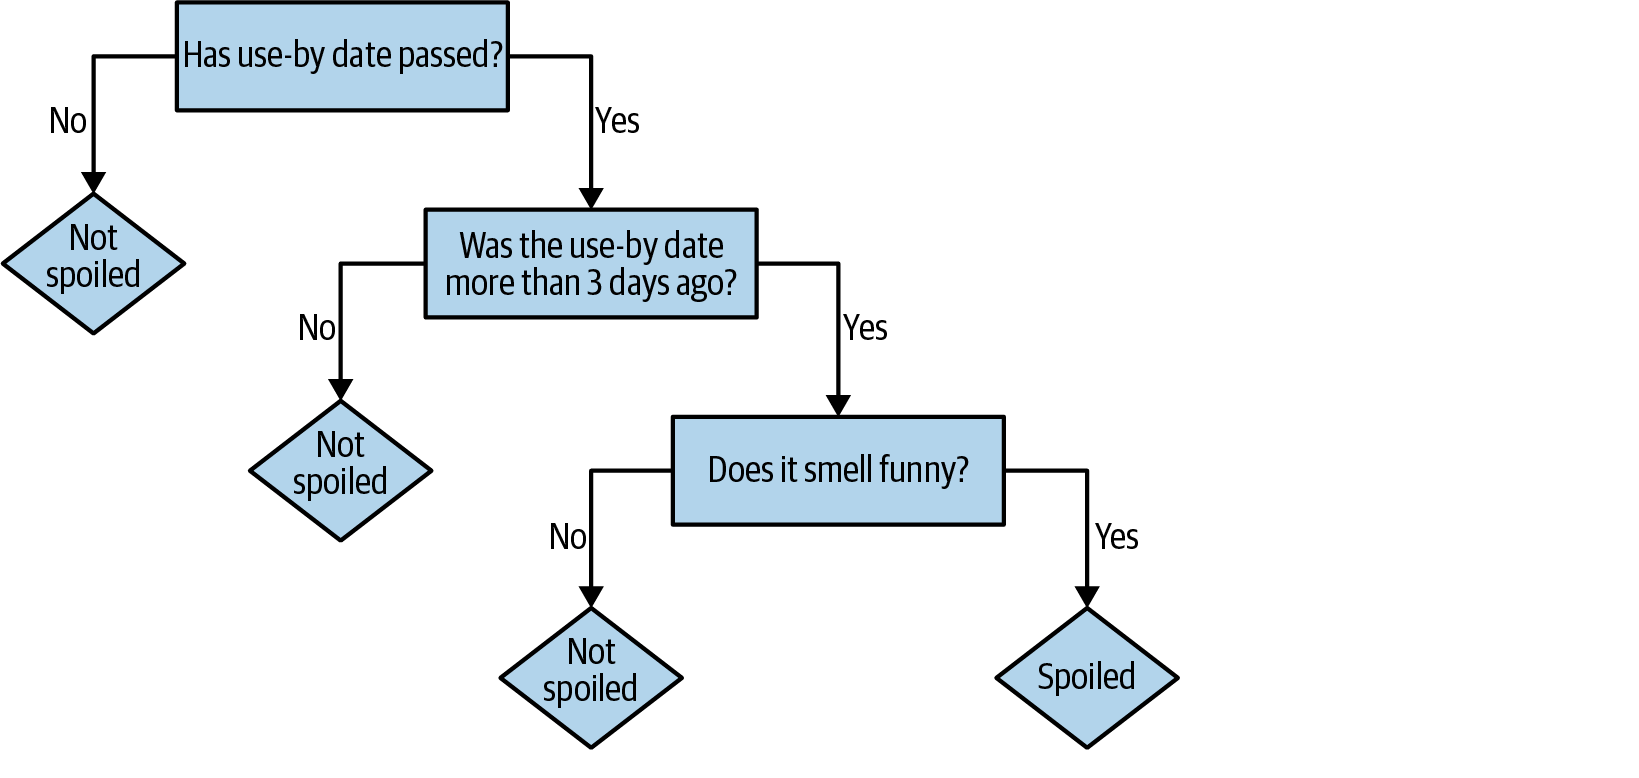 Has use-by date passed?
No
Yes
Not
spoiled
Was the use-by date
more than 3 days ago?
No
Yes
Not
spoiled
Does it smell funny?
No
Yes
Not
spoiled
Spoiled